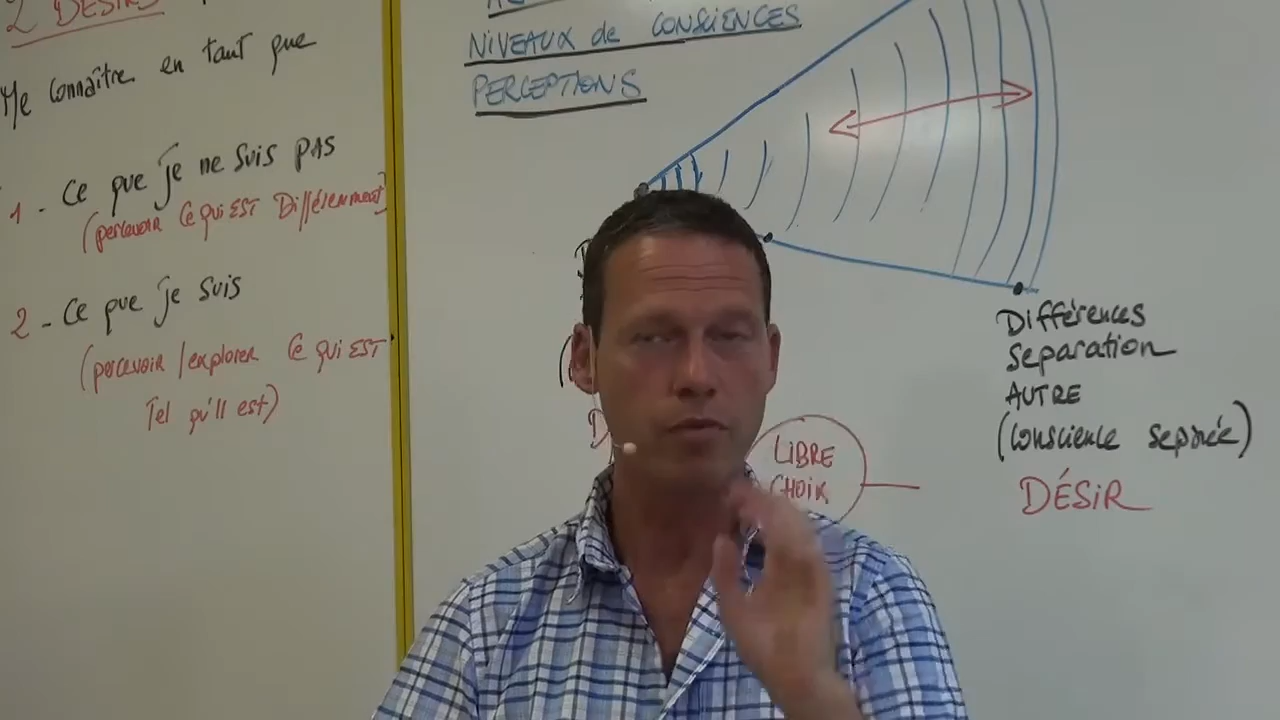 2 DESIRS
Me connaître en tant que
1 - Ce que je ne suis PAS
(percevoir Ce qui EST Différemment)
2 - Ce que je suis
(percevoir / explorer Ce qui EST
Tel qu'il est)
NIVEAUX de CONSCIENCES
PERCEPTIONS
Différences
Separation
AUTRE
(Conscience séparée)
DÉSIR
LIBRE
CHOIX